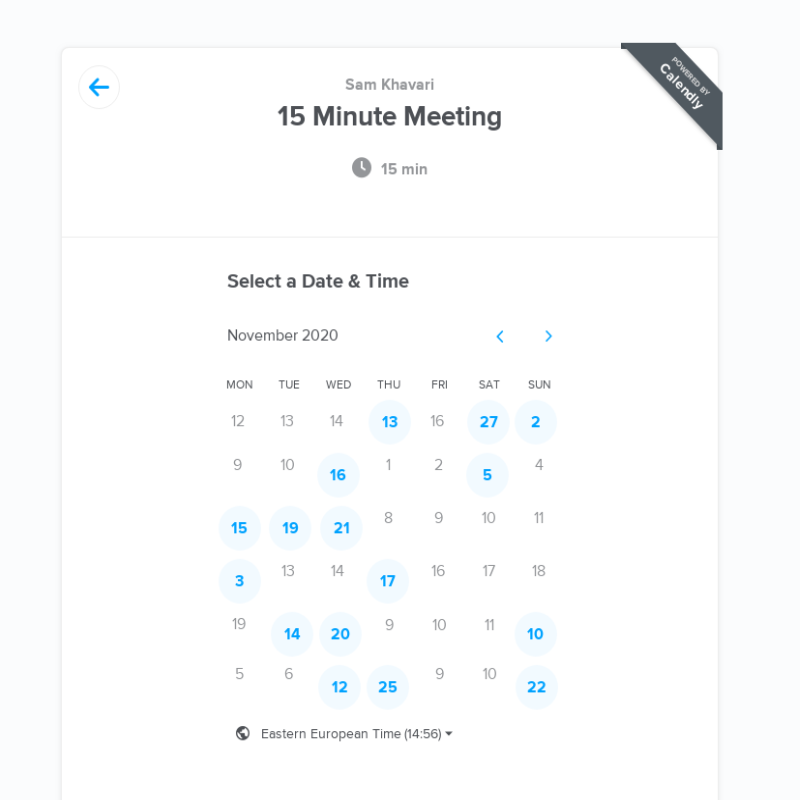 POWERED BY
Calendly
Sam Khavari
15 Minute Meeting
15 min
Select a Date & Time
November 2020
MON TUE WED THU FRI SAT SUN
12 13 14 13 16 27 2
9 10 16 1 2 5 4
15 19 21 8 9 10 11
3 13 14 17 16 17 18
19 14 20 9 10 11 10
5 6 12 25 9 10 22
Eastern European Time (14:56)